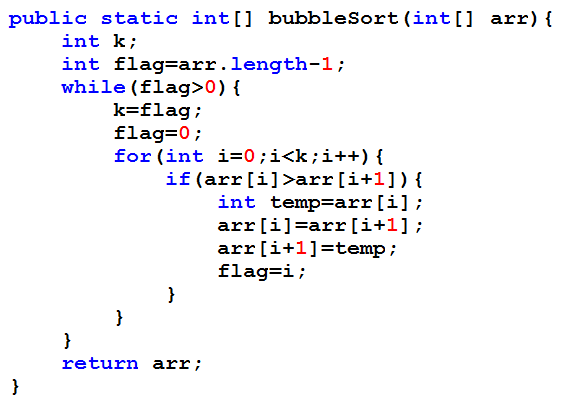 public static int[] bubbleSort(int[] arr){
    int k;
    int flag=arr.length-1;
    while(flag>0){
        k=flag;
        flag=0;
        for(int i=0;i<k;i++){
            if(arr[i]>arr[i+1]){
                int temp=arr[i];
                arr[i]=arr[i+1];
                arr[i+1]=temp;
                flag=i;
            }
        }
    }
    return arr;
}